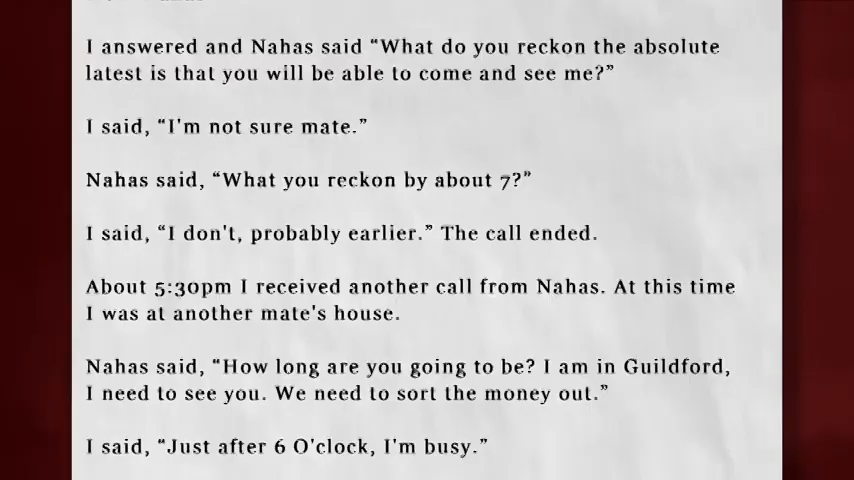 I answered and Nahas said “What do you reckon the absolute
latest is that you will be able to come and see me?”
I said, “I'm not sure mate.”
Nahas said, “What you reckon by about 7?”
I said, “I don't, probably earlier.” The call ended.
About 5:30pm I received another call from Nahas. At this time
I was at another mate's house.
Nahas said, “How long are you going to be? I am in Guildford,
I need to see you. We need to sort the money out.”
I said, “Just after 6 O'clock, I'm busy.”